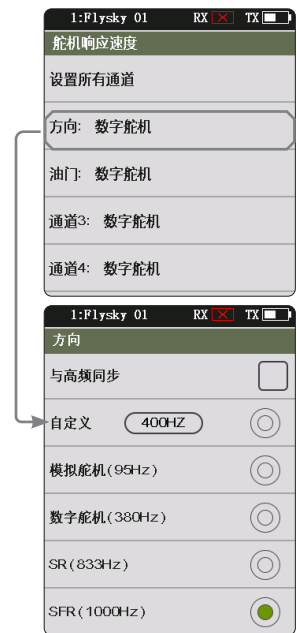 1:Flysky 01 RX TX
舵机响应速度
设置所有通道
方向: 数字舵机
油门: 数字舵机
通道3: 数字舵机
通道4: 数字舵机
1:Flysky 01 RX TX
方向
与高频同步
自定义 400HZ
模拟舵机(95Hz)
数字舵机(380Hz)
SR(833Hz)
SFR(1000Hz)